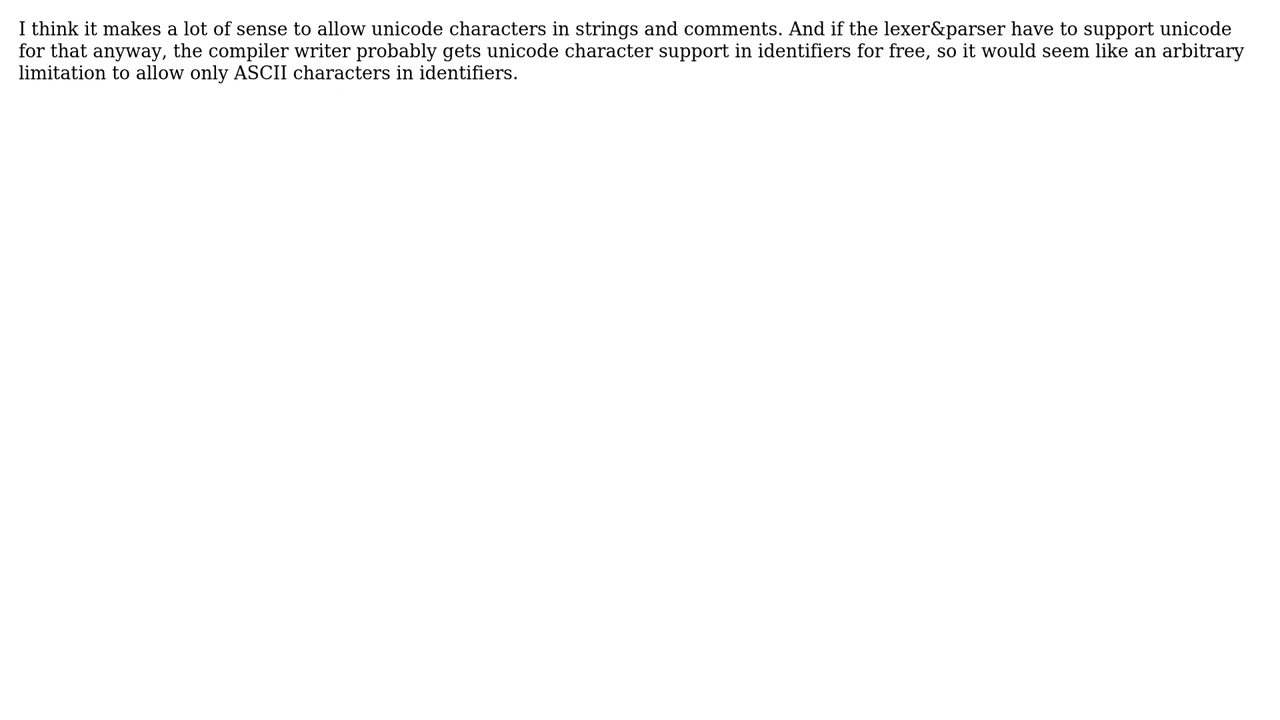 I think it makes a lot of sense to allow unicode characters in strings and comments. And if the lexer&parser have to support unicode
for that anyway, the compiler writer probably gets unicode character support in identifiers for free, so it would seem like an arbitrary
limitation to allow only ASCII characters in identifiers.